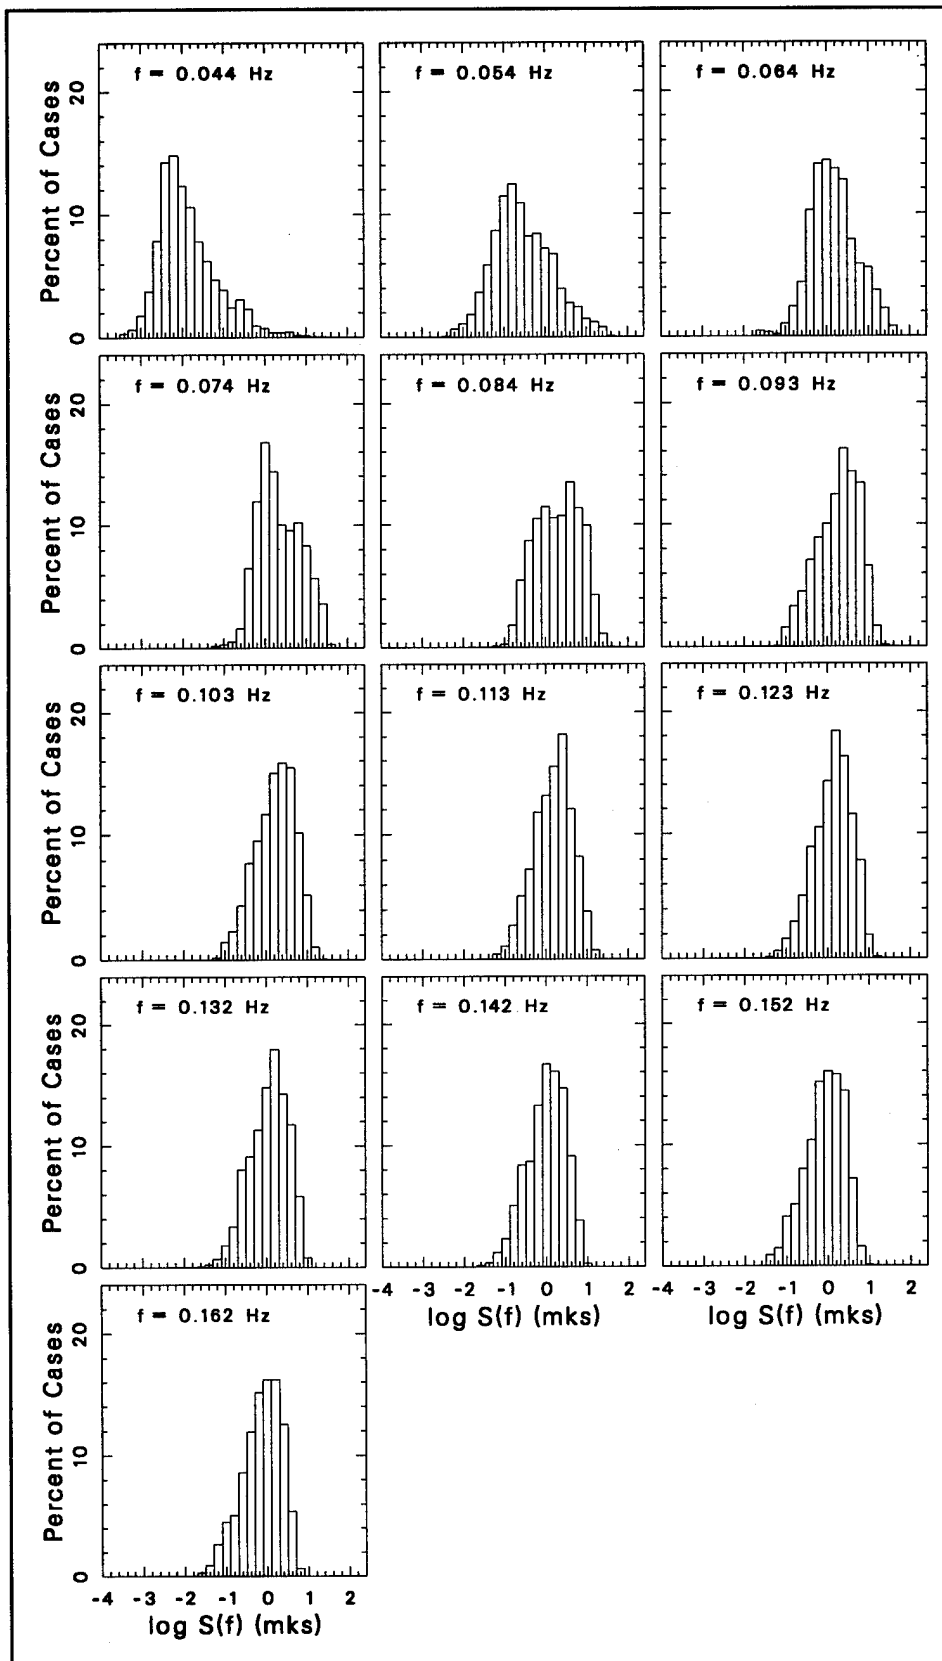 f = 0.044 Hz
f = 0.054 Hz
f = 0.064 Hz
Percent of Cases
0 10 20
f = 0.074 Hz
f = 0.084 Hz
f = 0.093 Hz
Percent of Cases
0 10 20
f = 0.103 Hz
f = 0.113 Hz
f = 0.123 Hz
Percent of Cases
0 10 20
f = 0.132 Hz
f = 0.142 Hz
f = 0.152 Hz
Percent of Cases
0 10 20
-4 -3 -2 -1 0 1 2
log S(f) (mks)
-4 -3 -2 -1 0 1 2
log S(f) (mks)
f = 0.162 Hz
Percent of Cases
0 10 20
-4 -3 -2 -1 0 1 2
log S(f) (mks)